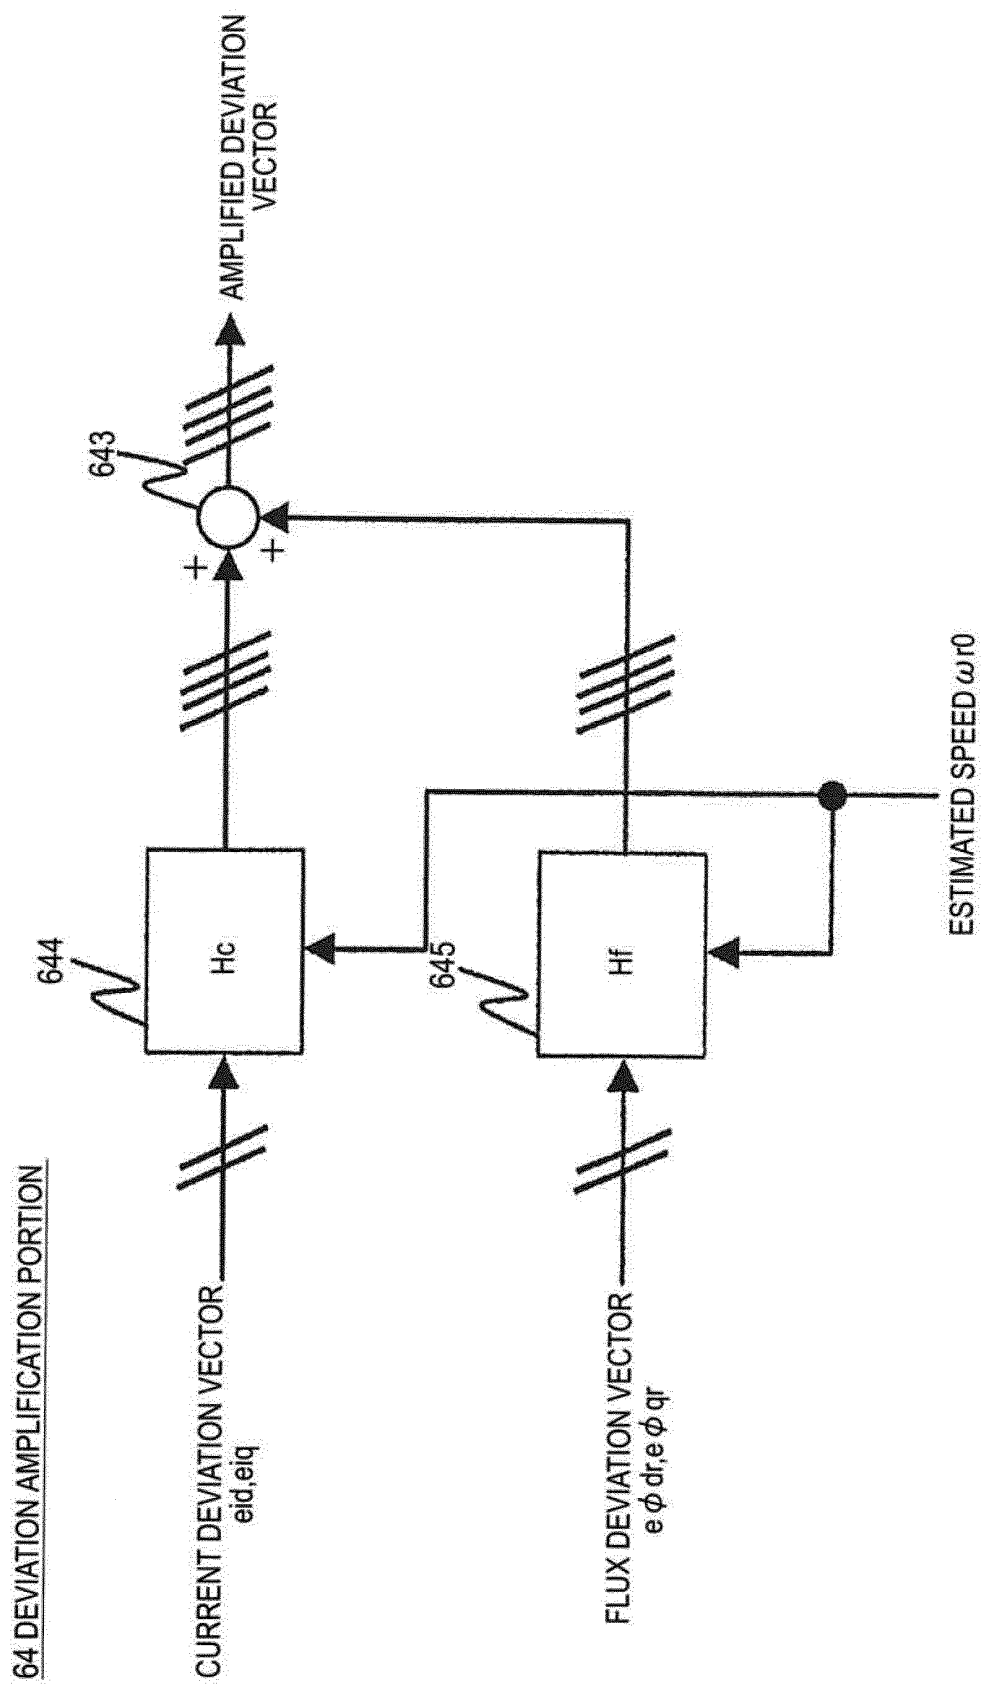 64 DEVIATION AMPLIFICATION PORTION
CURRENT DEVIATION VECTOR
eid,eiq
644
Hc
+
+
643
AMPLIFIED DEVIATION
VECTOR
FLUX DEVIATION VECTOR
eϕdr,eϕqr
645
Hf
ESTIMATED SPEED ωr0